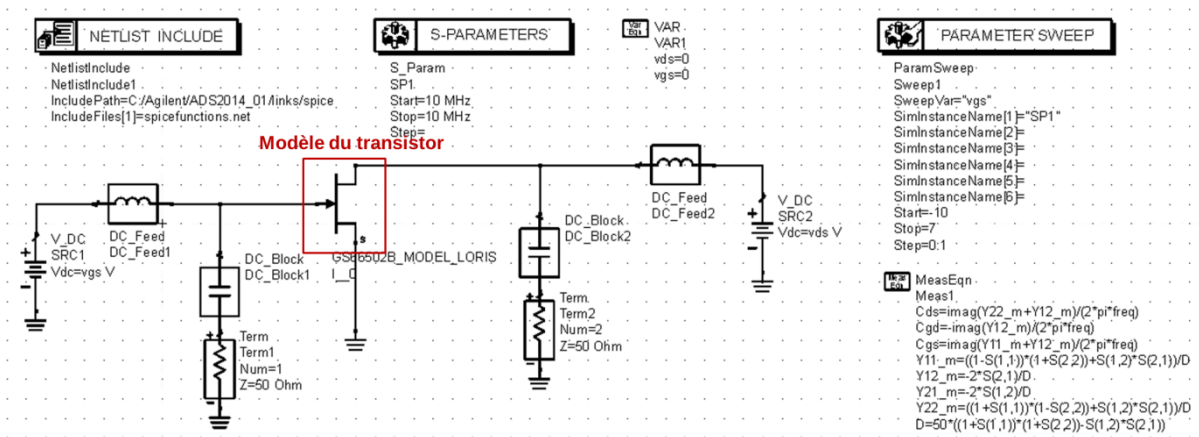 NETLIST INCLUDE
NetlistInclude
NetlistInclude1
IncludePath=C:/Agilent/ADS2014_01/links/spice
IncludeFiles[1]=spicefunctions.net
S-PARAMETERS
S_Param
SP1
Start=10 MHz
Stop=10 MHz
Step=
Var
Eqn
VAR
VAR1
vds=0
vgs=0
PARAMETER SWEEP
ParamSweep
Sweep1
SweepVar="vgs"
SimInstanceName[1]="SP1"
SimInstanceName[2]=
SimInstanceName[3]=
SimInstanceName[4]=
SimInstanceName[5]=
SimInstanceName[6]=
Start=-10
Stop=7
Step=0.1
Modèle du transistor
V_DC
SRC1
Vdc=vgs V
DC_Feed
DC_Feed1
DC_Block
DC_Block1
Term
Term1
Num=1
Z=50 Ohm
GS66502B_MODEL_LORIS
I__0
s
DC_Block
DC_Block2
Term
Term2
Num=2
Z=50 Ohm
DC_Feed
DC_Feed2
V_DC
SRC2
Vdc=vds V
Meas
Eqn
MeasEqn
Meas1
Cds=imag(Y22_m+Y12_m)/(2*pi*freq)
Cgd=-imag(Y12_m)/(2*pi*freq)
Cgs=imag(Y11_m+Y12_m)/(2*pi*freq)
Y11_m=((1-S(1,1))*(1+S(2,2))+S(1,2)*S(2,1))/D
Y12_m=-2*S(2,1)/D
Y21_m=-2*S(1,2)/D
Y22_m=((1+S(1,1))*(1-S(2,2))+S(1,2)*S(2,1))/D
D=50*((1+S(1,1))*(1+S(2,2))-S(1,2)*S(2,1))